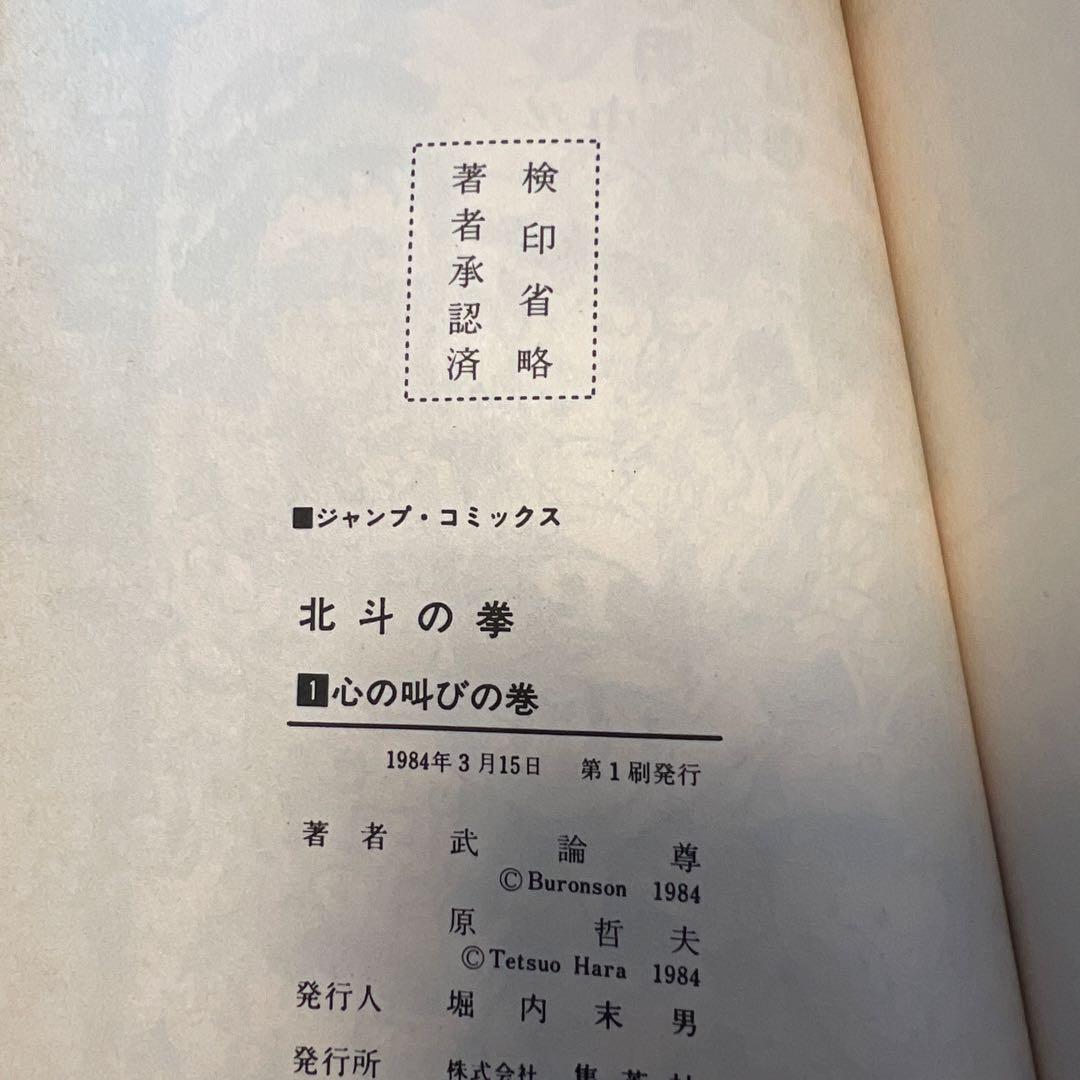 検印省略
著者承認済
■ジャンプ・コミックス
北斗の拳
1心の叫びの巻
1984年3月15日 第1刷発行
著者 武論尊
©Buronson 1984
原哲夫
©Tetsuo Hara 1984
発行人 堀内末男
発行所 株式会社 集英社